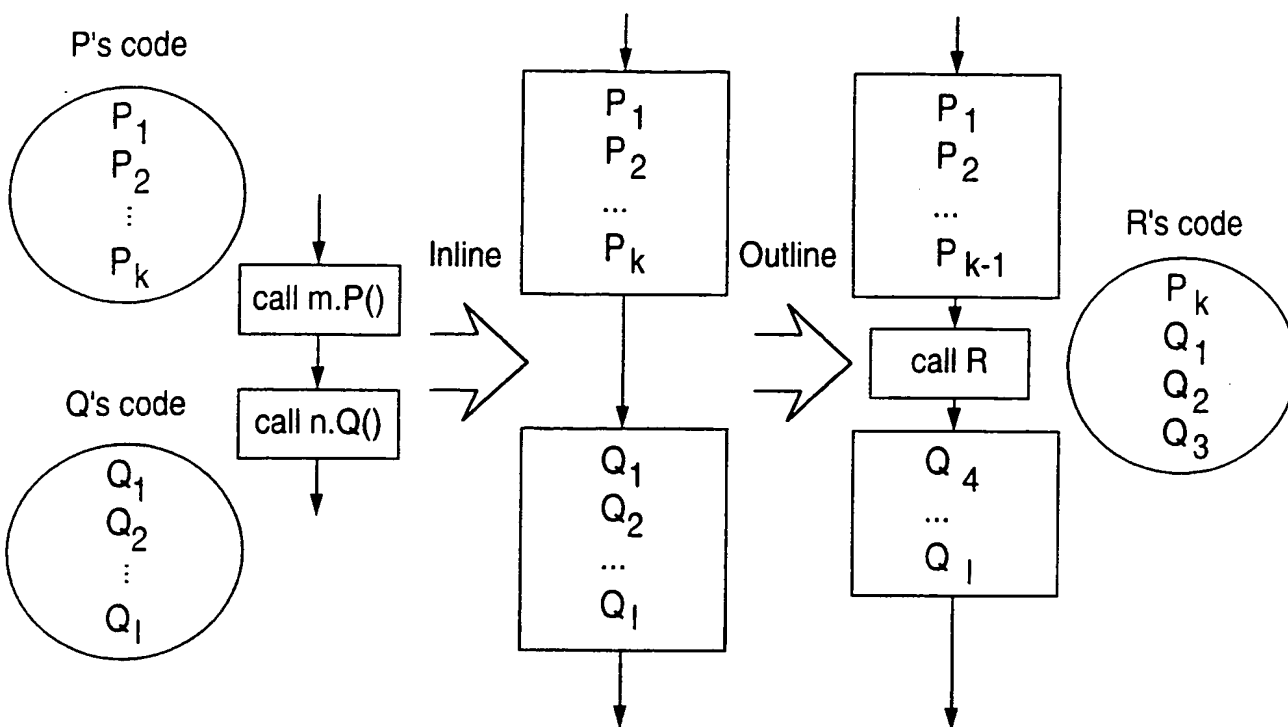 P's code
P1
P2
...
Pk
call m.P()
call n.Q()
Q's code
Q1
Q2
...
Ql
Inline
P1
P2
...
Pk
Q1
Q2
...
Ql
Outline
P1
P2
...
Pk-1
call R
Q4
...
Ql
R's code
Pk
Q1
Q2
Q3